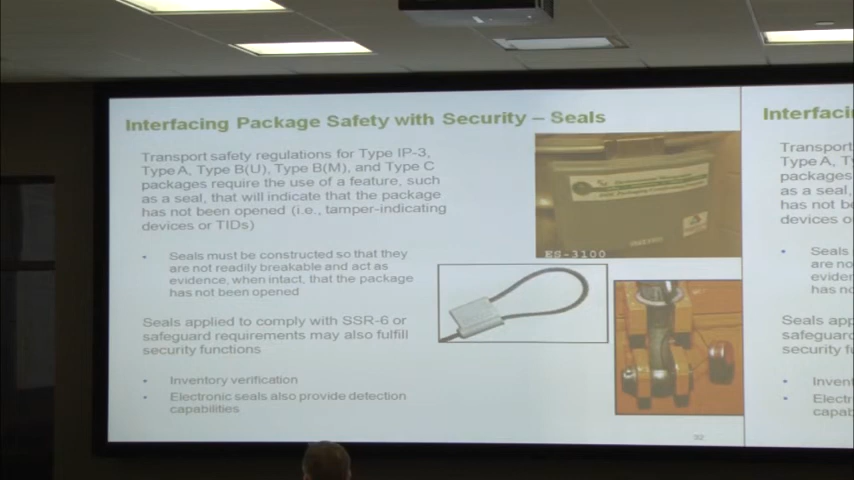 Interfacing Package Safety with Security – Seals
Transport safety regulations for Type IP-3,
Type A, Type B(U), Type B(M), and Type C
packages require the use of a feature, such
as a seal, that will indicate that the package
has not been opened (i.e., tamper-indicating
devices or TIDs)
• Seals must be constructed so that they
are not readily breakable and act as
evidence, when intact, that the package
has not been opened
Seals applied to comply with SSR-6 or
safeguard requirements may also fulfill
security functions
• Inventory verification
• Electronic seals also provide detection
capabilities
ES-3100
32
Interfaci
Transport
Type A, T
packages
as a seal,
has not be
devices o
• Seals
are no
eviden
has no
Seals app
safeguard
security fu
• Invent
• Electr
capab